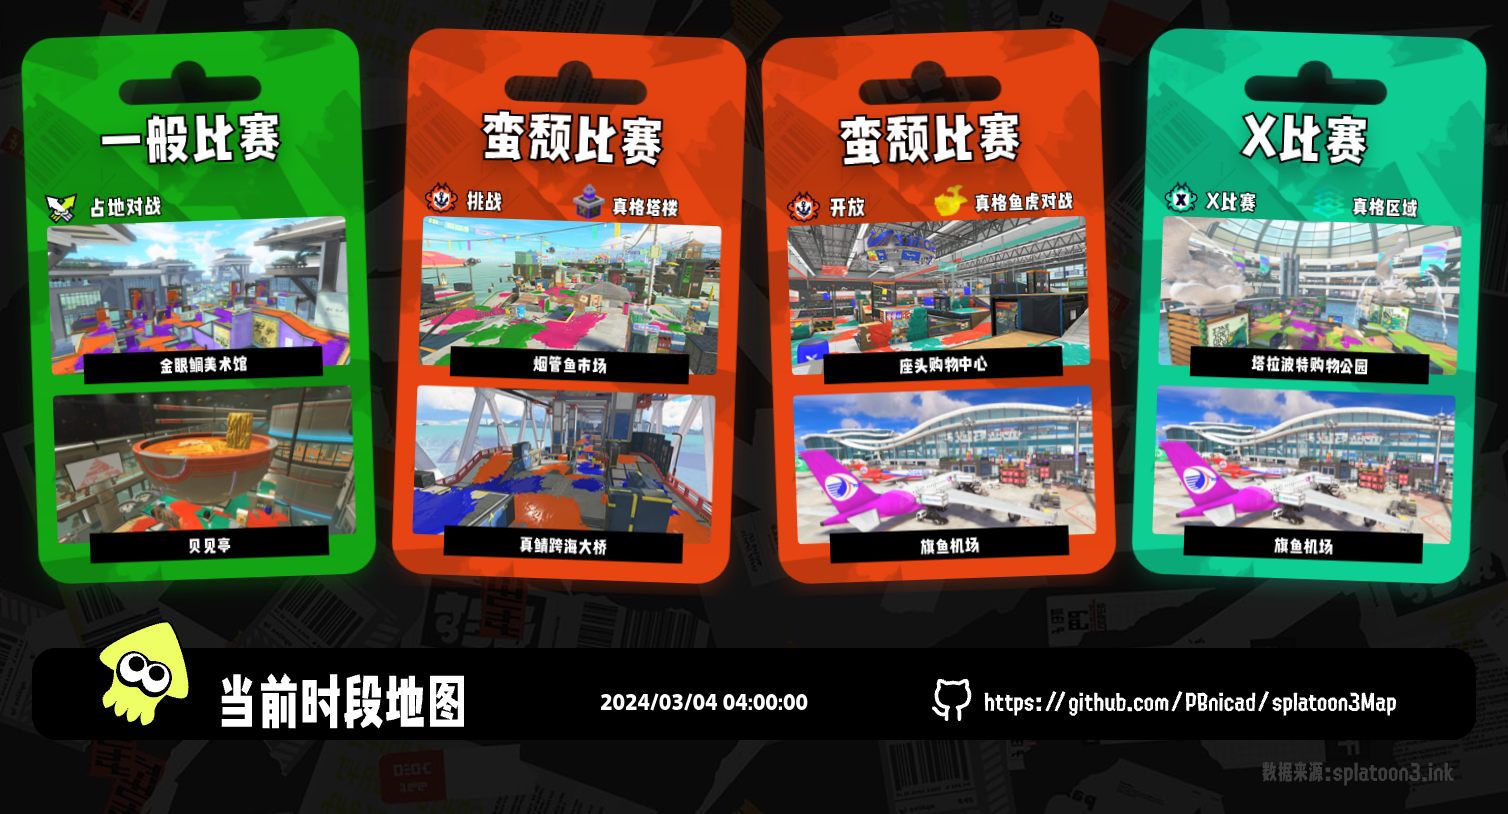 一般比赛
占地对战
金眼鲷美术馆
贝见亭
蛮颓比赛
挑战
真格塔楼
烟管鱼市场
真鲭跨海大桥
蛮颓比赛
开放
真格鱼虎对战
座头购物中心
旗鱼机场
X比赛
X比赛
真格区域
塔拉波特购物公园
旗鱼机场
当前时段地图
2024/03/04 04:00:00
https://github.com/PBnicad/splatoon3Map
数据来源:splatoon3.ink